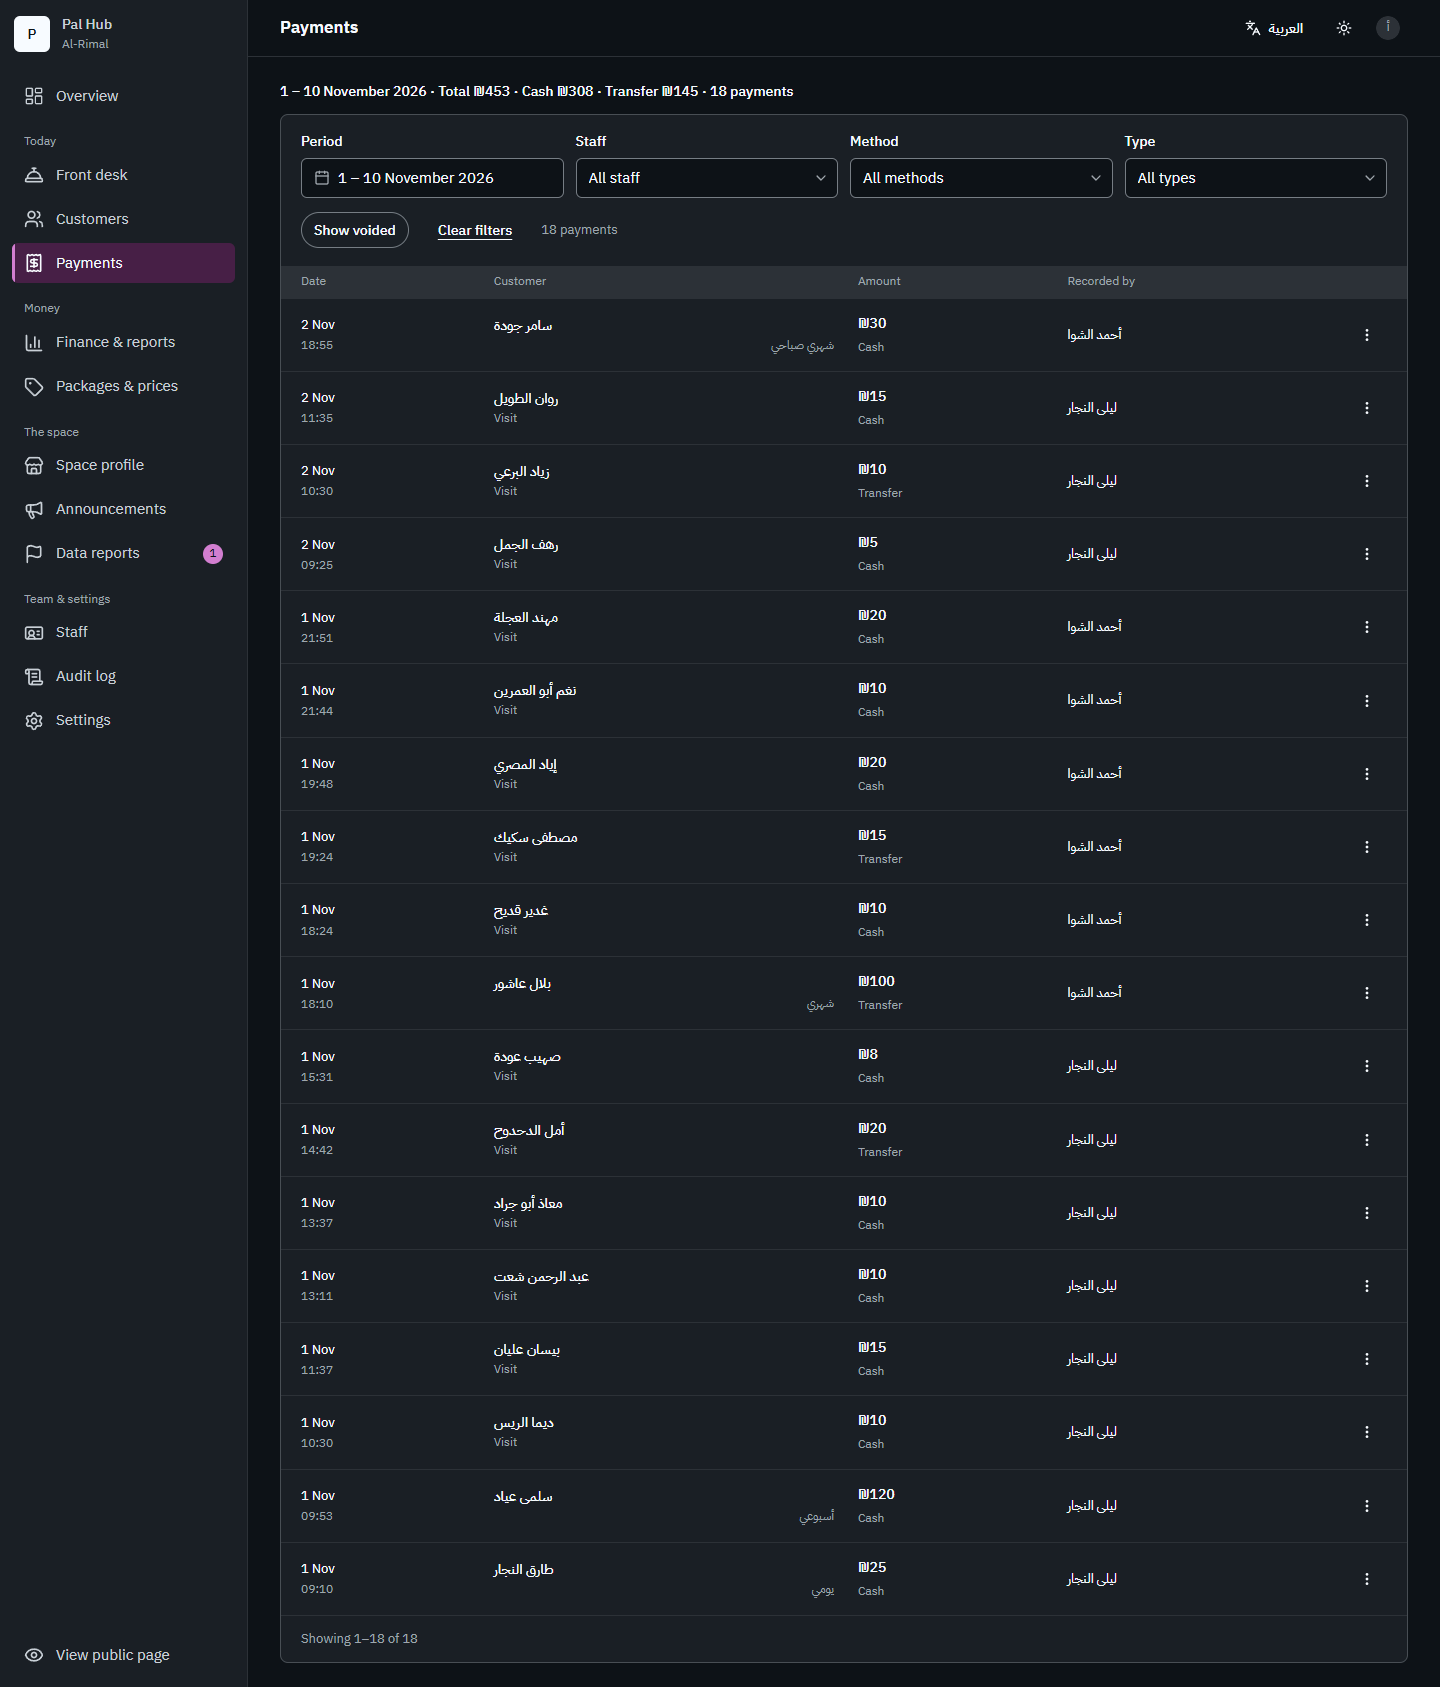 P
Pal Hub
Al-Rimal
Overview
Today
Front desk
Customers
Payments
Money
Finance & reports
Packages & prices
The space
Space profile
Announcements
Data reports 1
Team & settings
Staff
Audit log
Settings
View public page
Payments
العربية
أ
1 – 10 November 2026 · Total ₪453 · Cash ₪308 · Transfer ₪145 · 18 payments
Period Staff Method Type
1 – 10 November 2026 All staff All methods All types
Show voided Clear filters 18 payments
Date Customer Amount Recorded by
2 Nov سامر جودة ₪30 أحمد الشوا
18:55 شهري صباحي Cash
2 Nov روان الطويل ₪15 ليلى النجار
11:35 Visit Cash
2 Nov زياد البرعي ₪10 ليلى النجار
10:30 Visit Transfer
2 Nov رهف الجمل ₪5 ليلى النجار
09:25 Visit Cash
1 Nov مهند العجلة ₪20 أحمد الشوا
21:51 Visit Cash
1 Nov نغم أبو العمرين ₪10 أحمد الشوا
21:44 Visit Cash
1 Nov إياد المصري ₪20 أحمد الشوا
19:48 Visit Cash
1 Nov مصطفى سكيك ₪15 أحمد الشوا
19:24 Visit Transfer
1 Nov غدير قديح ₪10 أحمد الشوا
18:24 Visit Cash
1 Nov بلال عاشور ₪100 أحمد الشوا
18:10 شهري Transfer
1 Nov صهيب عودة ₪8 ليلى النجار
15:31 Visit Cash
1 Nov أمل الدحدوح ₪20 ليلى النجار
14:42 Visit Transfer
1 Nov معاذ أبو جراد ₪10 ليلى النجار
13:37 Visit Cash
1 Nov عبد الرحمن شعت ₪10 ليلى النجار
13:11 Visit Cash
1 Nov بيسان عليان ₪15 ليلى النجار
11:37 Visit Cash
1 Nov ديما الريس ₪10 ليلى النجار
10:30 Visit Cash
1 Nov سلمى عياد ₪120 ليلى النجار
09:53 أسبوعي Cash
1 Nov طارق النجار ₪25 ليلى النجار
09:10 يومي Cash
Showing 1–18 of 18